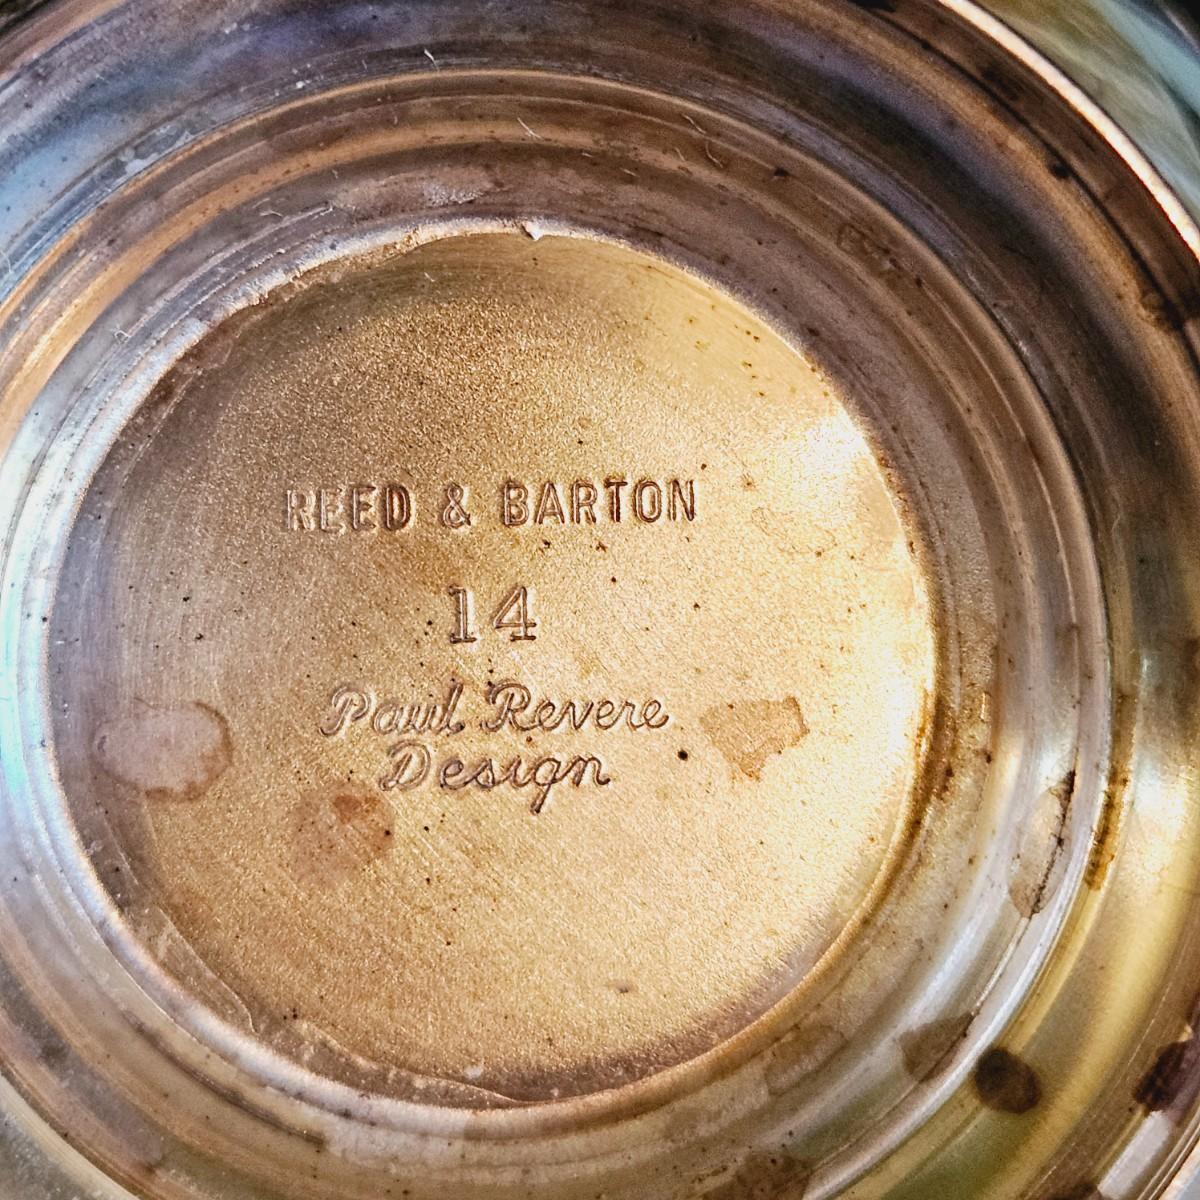 REED & BARTON
14
Paul Revere
Design